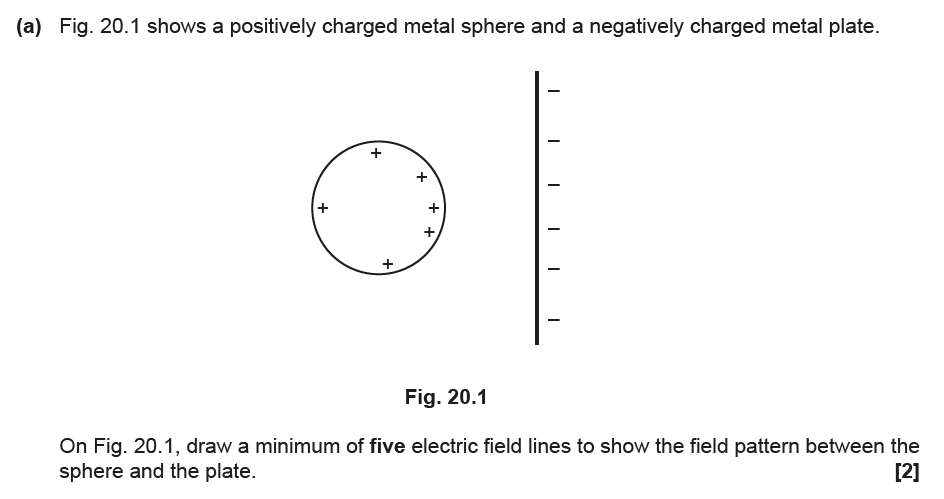 (a) Fig. 20.1 shows a positively charged metal sphere and a negatively charged metal plate.
+
+
+ +
+
+
–
–
–
–
–
–
Fig. 20.1
On Fig. 20.1, draw a minimum of five electric field lines to show the field pattern between the
sphere and the plate. [2]